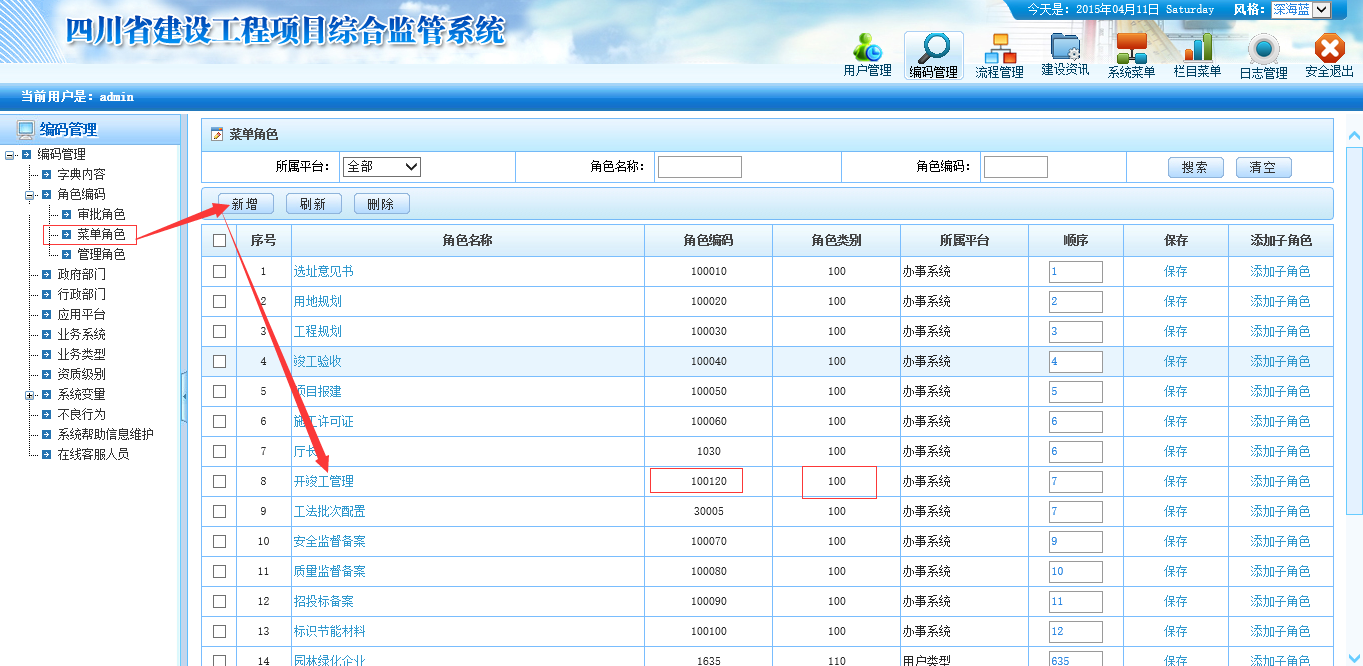 四川省建设工程项目综合监管系统
今天是: 2015年04月11日 Saturday 风格: 深海蓝
用户管理 编码管理 流程管理 建设资讯 系统菜单 栏目菜单 日志管理 安全退出
当前用户是: admin
编码管理
编码管理
字典内容
角色编码
审批角色
菜单角色
管理角色
政府部门
行政部门
应用平台
业务系统
业务类型
资质级别
系统变量
不良行为
系统帮助信息维护
在线客服人员
菜单角色
所属平台: 全部 角色名称: 角色编码: 搜索 清空
新增 刷新 删除
序号 角色名称 角色编码 角色类别 所属平台 顺序 保存 添加子角色
1 选址意见书 100010 100 办事系统 1 保存 添加子角色
2 用地规划 100020 100 办事系统 2 保存 添加子角色
3 工程规划 100030 100 办事系统 3 保存 添加子角色
4 竣工验收 100040 100 办事系统 4 保存 添加子角色
5 项目报建 100050 100 办事系统 5 保存 添加子角色
6 施工许可证 100060 100 办事系统 6 保存 添加子角色
7 厅长 1030 100 办事系统 6 保存 添加子角色
8 开竣工管理 100120 100 办事系统 7 保存 添加子角色
9 工法批次配置 30005 100 办事系统 7 保存 添加子角色
10 安全监督备案 100070 100 办事系统 9 保存 添加子角色
11 质量监督备案 100080 100 办事系统 10 保存 添加子角色
12 招投标备案 100090 100 办事系统 11 保存 添加子角色
13 标识节能材料 100100 100 办事系统 12 保存 添加子角色
14 园林绿化企业 1635 110 用户类型 635 保存 添加子角色